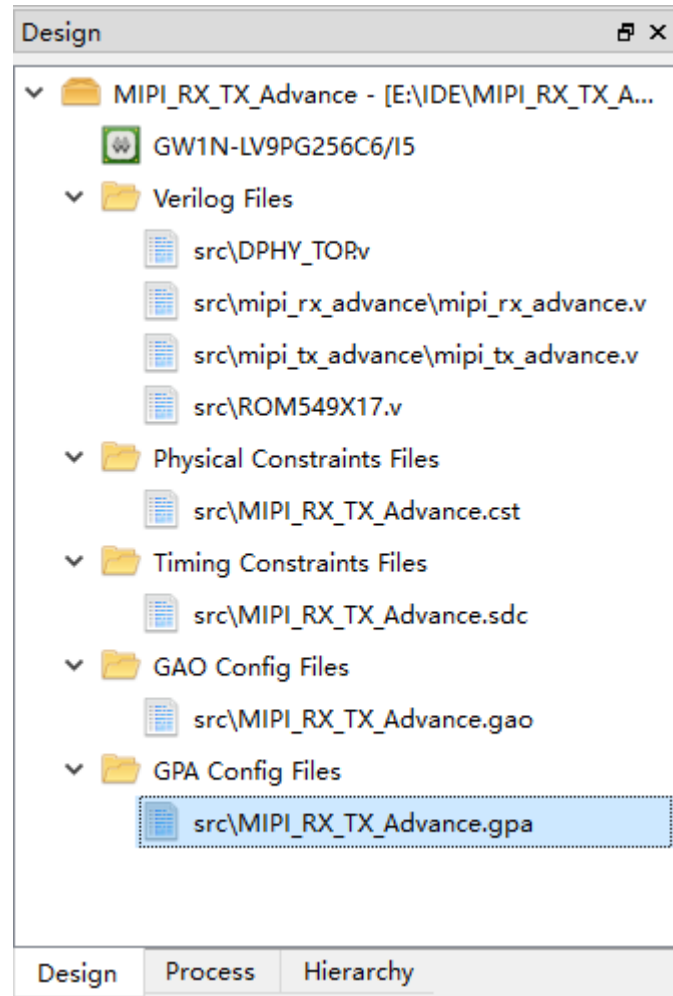 Design
MIPI_RX_TX_Advance - [E:\IDE\MIPI_RX_TX_A...
GW1N-LV9PG256C6/I5
Verilog Files
src\DPHY_TOP.v
src\mipi_rx_advance\mipi_rx_advance.v
src\mipi_tx_advance\mipi_tx_advance.v
src\ROM549X17.v
Physical Constraints Files
src\MIPI_RX_TX_Advance.cst
Timing Constraints Files
src\MIPI_RX_TX_Advance.sdc
GAO Config Files
src\MIPI_RX_TX_Advance.gao
GPA Config Files
src\MIPI_RX_TX_Advance.gpa
Design Process Hierarchy